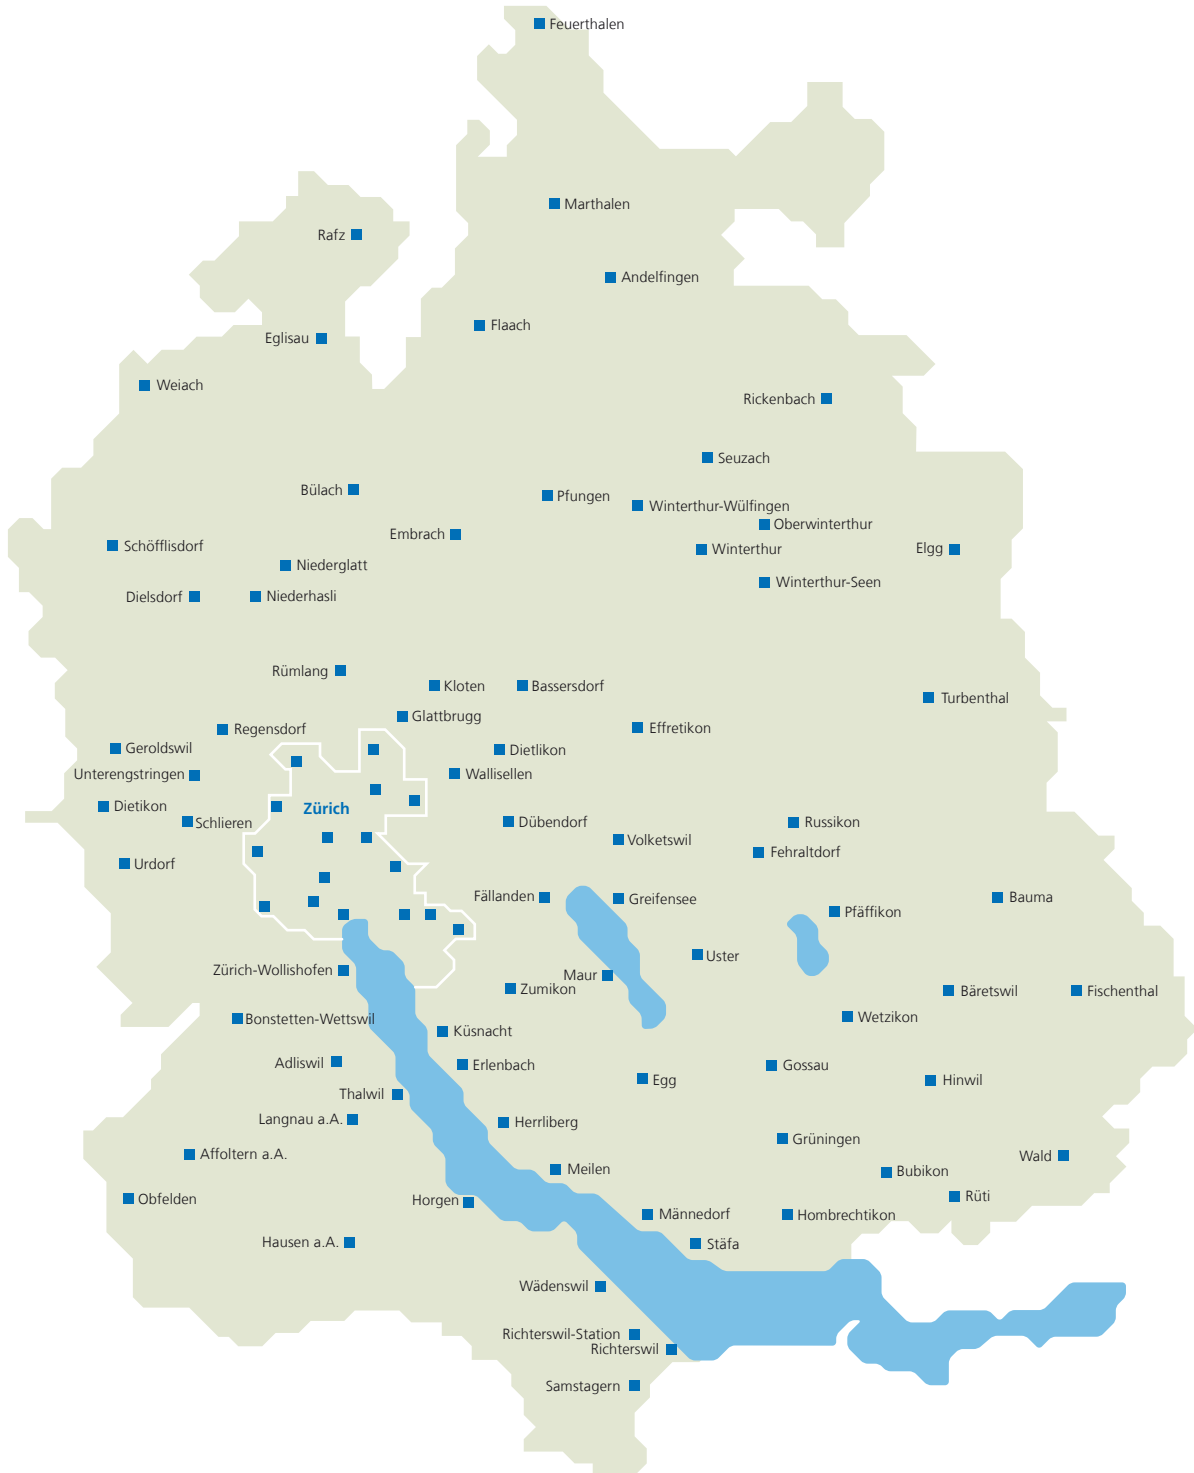 Feuerthalen
Marthalen
Rafz
Andelfingen
Flaach
Eglisau
Weiach
Rickenbach
Seuzach
Bülach
Pfungen
Winterthur-Wülfingen
Oberwinterthur
Embrach
Schöfflisdorf
Winterthur
Elgg
Niederglatt
Winterthur-Seen
Dielsdorf
Niederhasli
Rümlang
Kloten
Bassersdorf
Turbenthal
Glattbrugg
Regensdorf
Effretikon
Geroldswil
Dietlikon
Unterengstringen
Wallisellen
Dietikon
Zürich
Schlieren
Dübendorf
Russikon
Volketswil
Fehraltdorf
Urdorf
Fällanden
Greifensee
Bauma
Pfäffikon
Uster
Zürich-Wollishofen
Maur
Zumikon
Bäretswil
Fischenthal
Bonstetten-Wettswil
Wetzikon
Küsnacht
Adliswil
Erlenbach
Gossau
Egg
Hinwil
Thalwil
Langnau a.A.
Herrliberg
Grüningen
Affoltern a.A.
Wald
Meilen
Bubikon
Obfelden
Horgen
Rüti
Männedorf
Hombrechtikon
Hausen a.A.
Stäfa
Wädenswil
Richterswil-Station
Richterswil
Samstagern